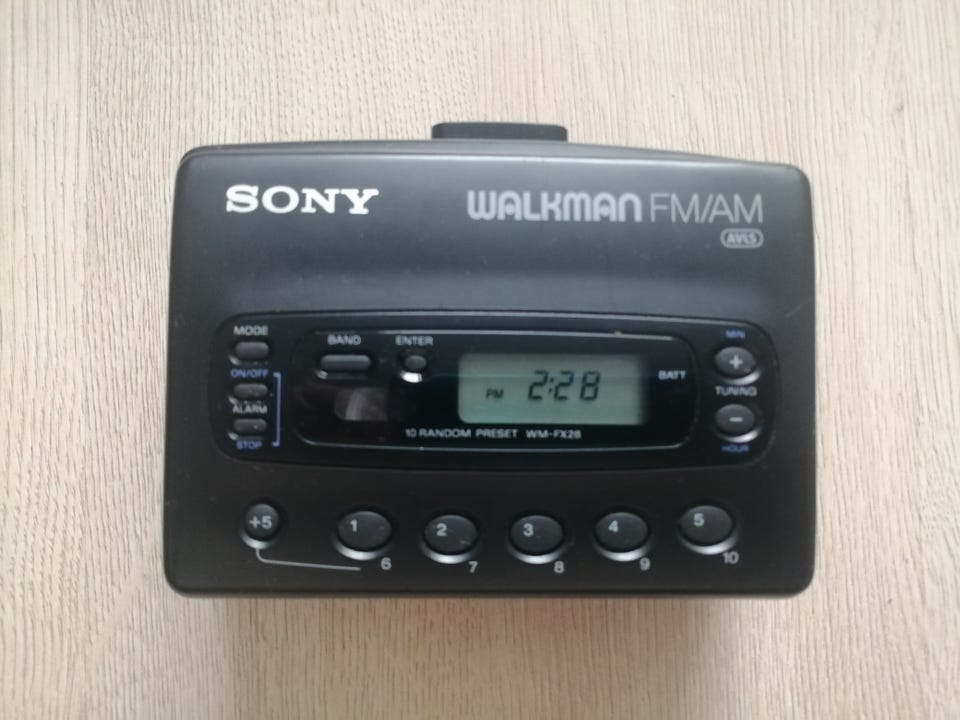 SONY
WALKMAN FM/AM
AVLS
MODE
BAND
ENTER
MIN
+
ON/OFF
BATT
PM 2:28
TUNING
ALARM
−
STOP
10 RANDOM PRESET WM-FX28
HOUR
+5
1
2
3
4
5
6
7
8
9
10